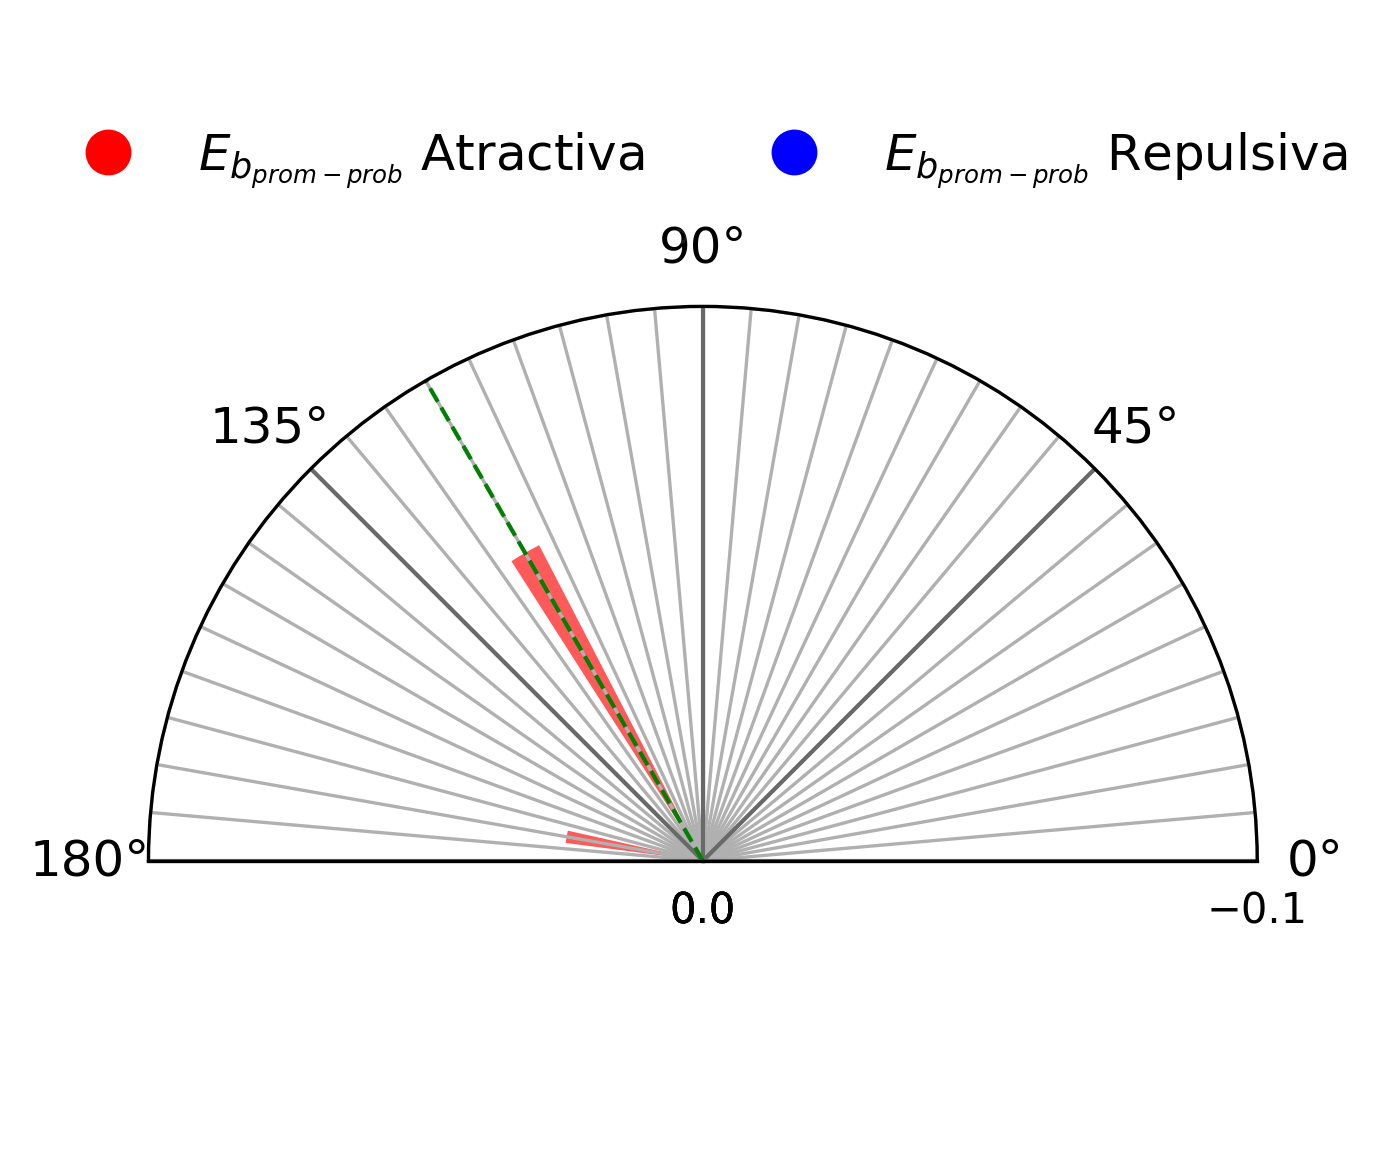 E_{b_{prom-prob}} Atractiva E_{b_{prom-prob}} Repulsiva
90°
135° 45°
180° 0°
0.0 −0.1